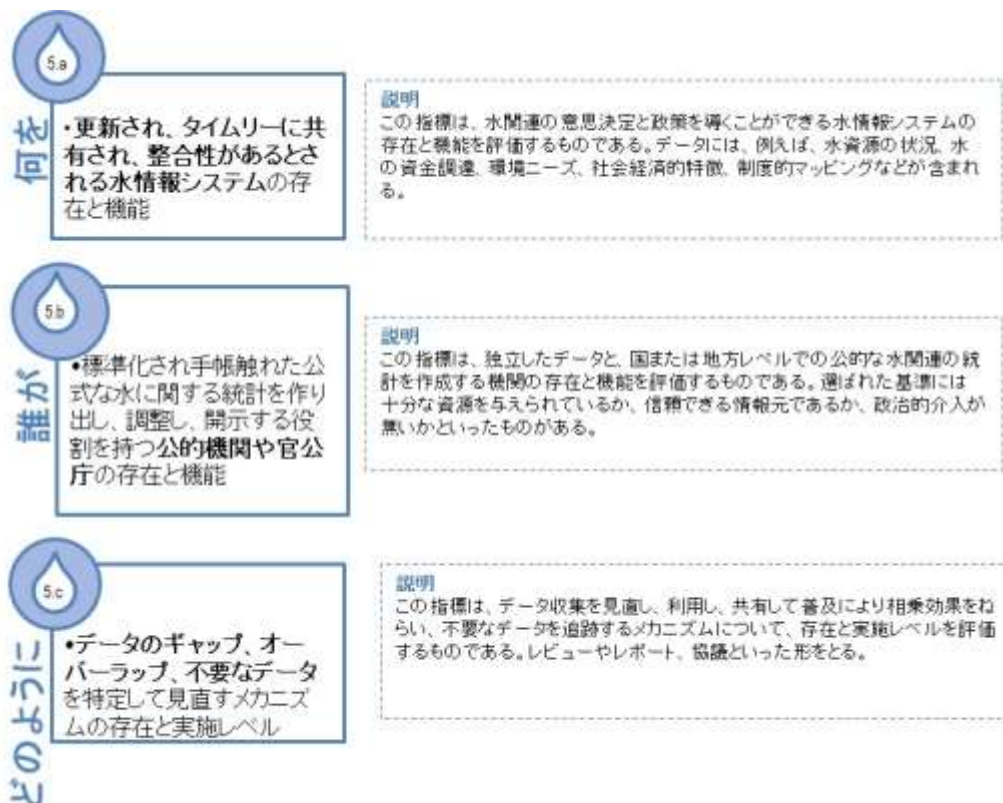 5.a
何を
・更新され、タイムリーに共
有され、整合性があるとさ
れる水情報システムの存
在と機能
説明
この指標は、水関連の意思決定と政策を導くことができる水情報システムの
存在と機能を評価するものである。データには、例えば、水資源の状況、水
の資金調達、環境ニーズ、社会経済的特徴、制度的マッピングなどが含まれ
る。
5.b
誰が
•標準化され手帳触れた公
式な水に関する統計を作り
出し、調整し、開示する役
割を持つ公的機関や官公
庁の存在と機能
説明
この指標は、独立したデータと、国または地方レベルでの公的な水関連の統
計を作成する機関の存在と機能を評価するものである。選ばれた基準には
十分な資源を与えられているか、信頼できる情報元であるか、政治的介入が
無いかといったものがある。
5.c
どのように
•データのギャップ、オー
バーラップ、不要なデータ
を特定して見直すメカニズ
ムの存在と実施レベル
説明
この指標は、データ収集を見直し、利用し、共有して普及により相乗効果をね
らい、不要なデータを追跡するメカニズムについて、存在と実施レベルを評価
するものである。レビューやレポート、協議といった形をとる。